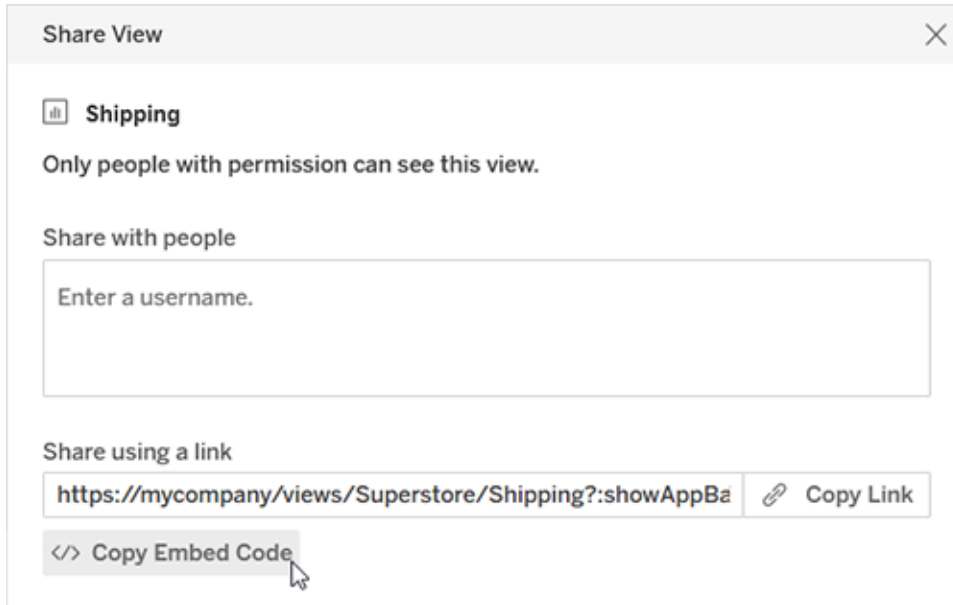 Share View
Shipping
Only people with permission can see this view.
Share with people
Enter a username.
Share using a link
https://mycompany/views/Superstore/Shipping?:showAppBa
Copy Link
</> Copy Embed Code